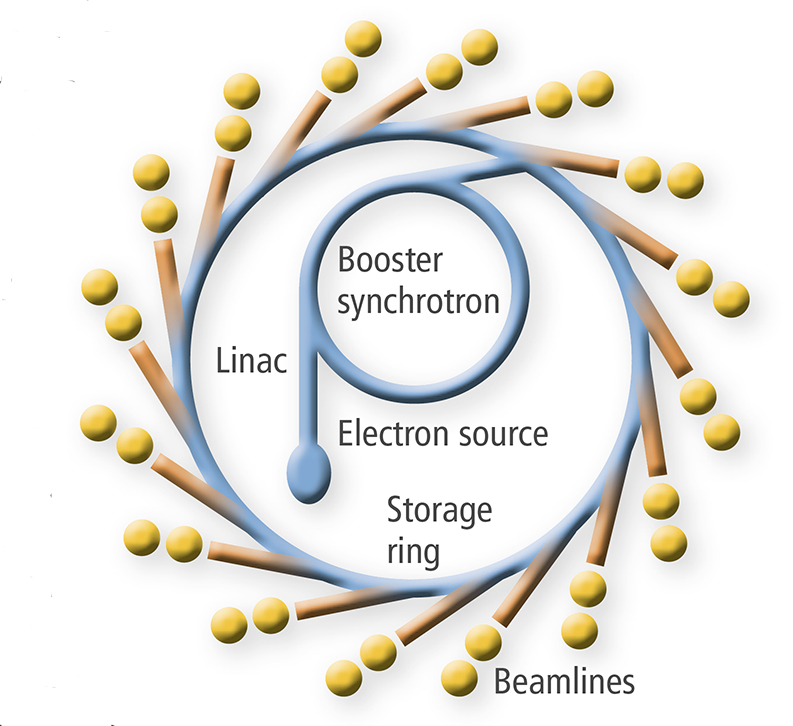 Booster
synchrotron
Linac
Electron source
Storage
ring
Beamlines